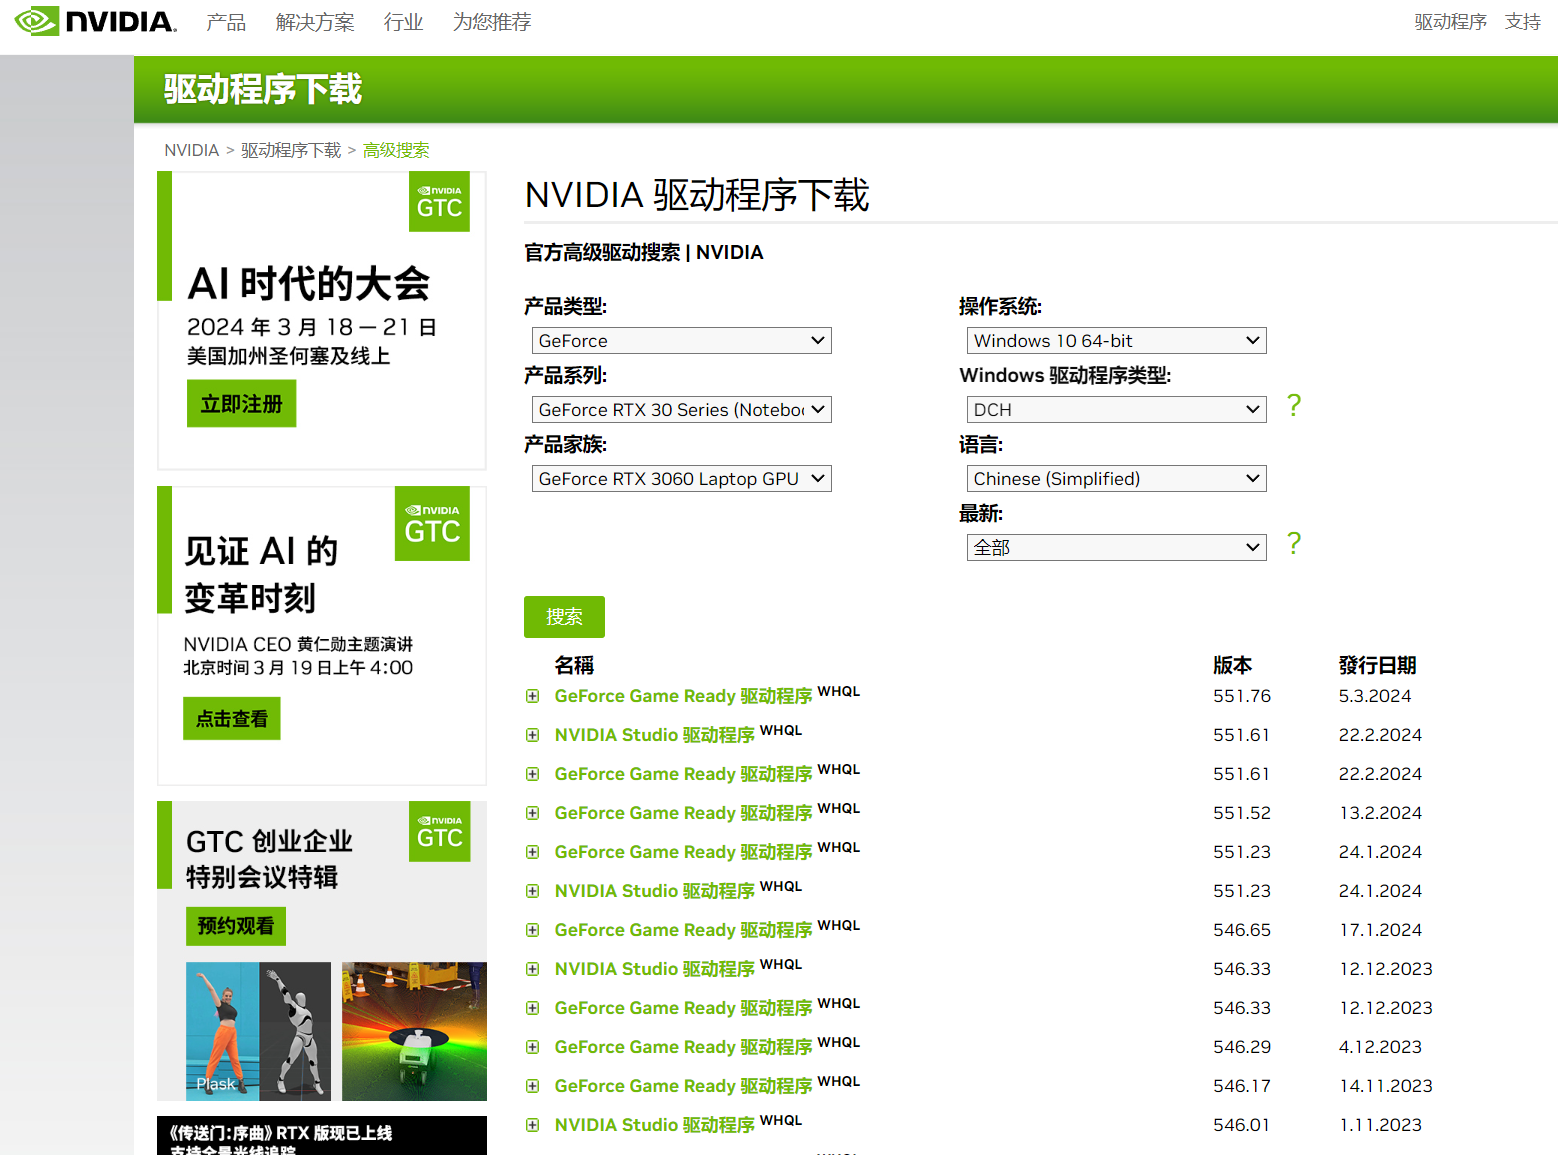 NVIDIA.
产品 解决方案 行业 为您推荐 驱动程序 支持
驱动程序下载
NVIDIA > 驱动程序下载 > 高级搜索
NVIDIA GTC
AI 时代的大会
2024 年 3 月 18 — 21 日
美国加州圣何塞及线上
立即注册
NVIDIA GTC
见证 AI 的
变革时刻
NVIDIA CEO 黄仁勋主题演讲
北京时间 3 月 19 日上午 4:00
点击查看
NVIDIA GTC
GTC 创业企业
特别会议特辑
预约观看
Plask
《传送门:序曲》RTX 版现已上线
支持全景光线追踪
NVIDIA 驱动程序下载
官方高级驱动搜索 | NVIDIA
产品类型:
GeForce
产品系列:
GeForce RTX 30 Series (Noteboo
产品家族:
GeForce RTX 3060 Laptop GPU
操作系统:
Windows 10 64-bit
Windows 驱动程序类型:
DCH ?
语言:
Chinese (Simplified)
最新:
全部 ?
搜索
名稱 版本 發行日期
GeForce Game Ready 驱动程序 WHQL 551.76 5.3.2024
NVIDIA Studio 驱动程序 WHQL 551.61 22.2.2024
GeForce Game Ready 驱动程序 WHQL 551.61 22.2.2024
GeForce Game Ready 驱动程序 WHQL 551.52 13.2.2024
GeForce Game Ready 驱动程序 WHQL 551.23 24.1.2024
NVIDIA Studio 驱动程序 WHQL 551.23 24.1.2024
GeForce Game Ready 驱动程序 WHQL 546.65 17.1.2024
NVIDIA Studio 驱动程序 WHQL 546.33 12.12.2023
GeForce Game Ready 驱动程序 WHQL 546.33 12.12.2023
GeForce Game Ready 驱动程序 WHQL 546.29 4.12.2023
GeForce Game Ready 驱动程序 WHQL 546.17 14.11.2023
NVIDIA Studio 驱动程序 WHQL 546.01 1.11.2023